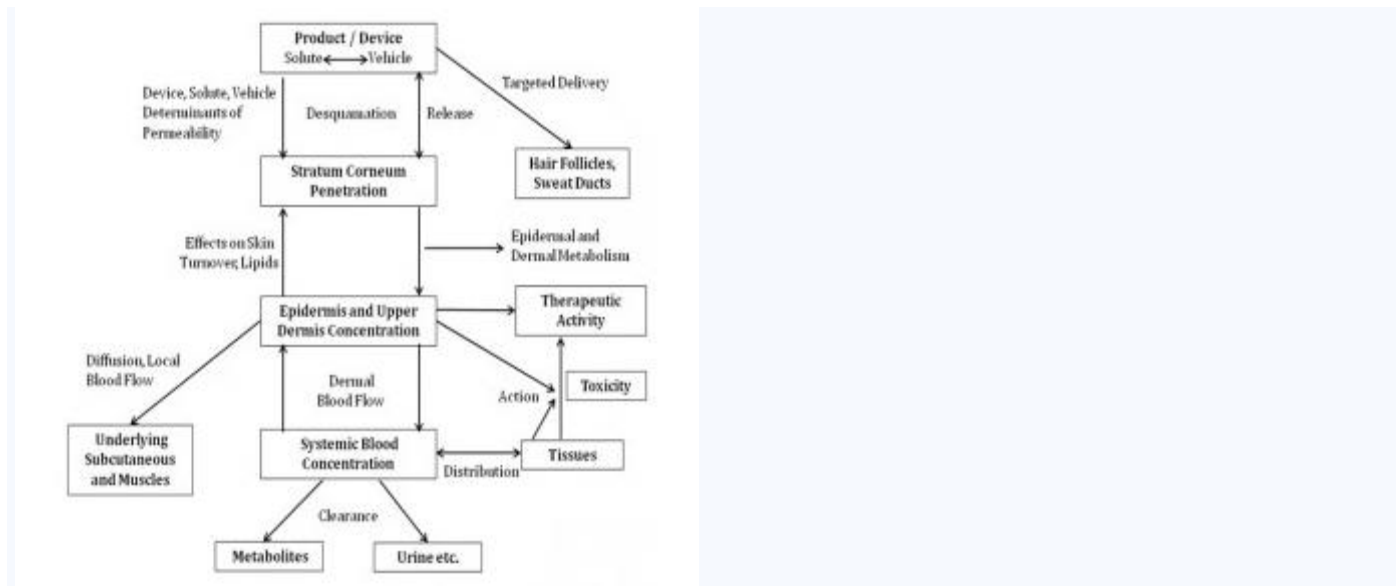 Product / Device
Solute Vehicle
Targeted Delivery
Device, Solute, Vehicle
Determinants of
Permeability
Desquamation
Release
Hair Follicles,
Sweat Ducts
Stratum Corneum
Penetration
Effects on Skin
Turnover, Lipids
Epidermal and
Dermal Metabolism
Epidermis and Upper
Dermis Concentration
Therapeutic
Activity
Diffusion, Local
Blood Flow
Dermal
Blood Flow
Action
Toxicity
Underlying
Subcutaneous
and Muscles
Systemic Blood
Concentration
Distribution
Tissues
Clearance
Metabolites
Urine etc.